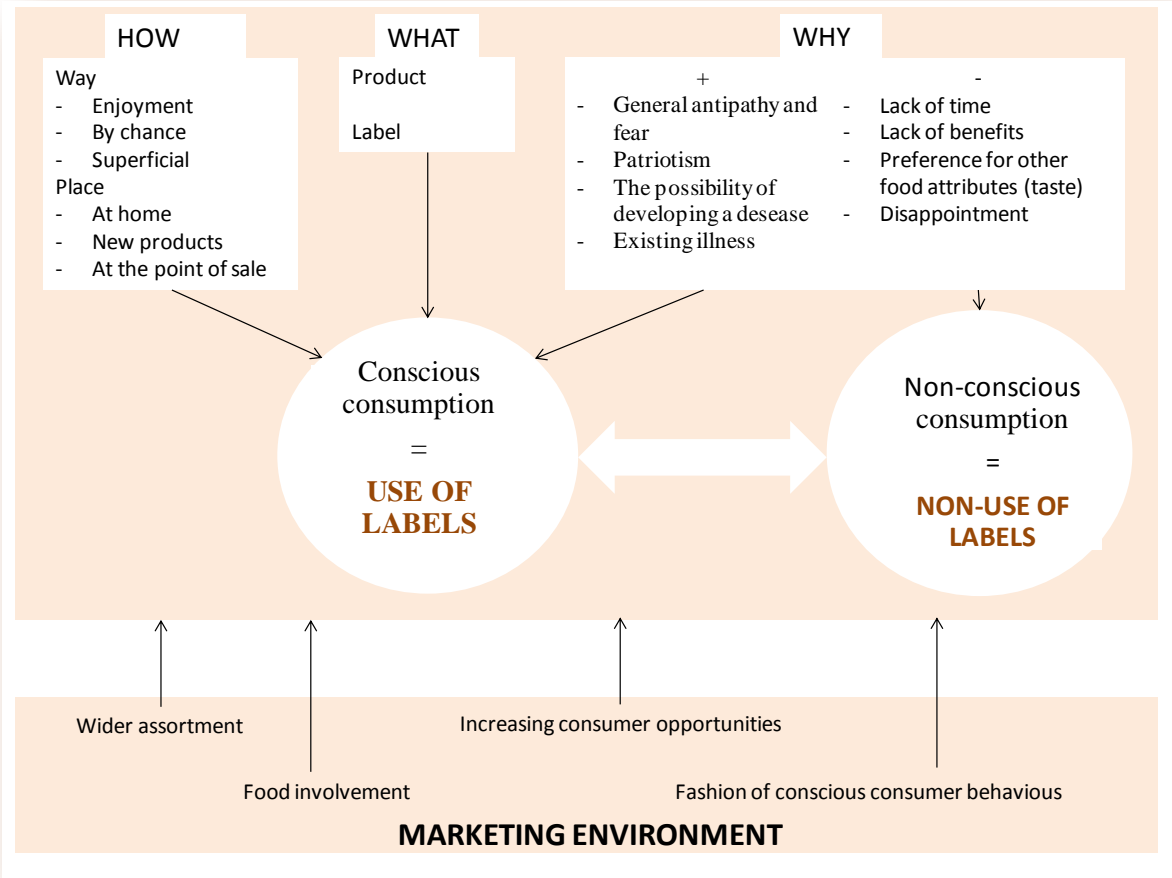 HOW
Way
- Enjoyment
- By chance
- Superficial
Place
- At home
- New products
- At the point of sale
WHAT
Product
Label
WHY
+
- General antipathy and
fear
- Patriotism
- The possibility of
developing a desease
- Existing illness
-
- Lack of time
- Lack of benefits
- Preference for other
food attributes (taste)
- Disappointment
Conscious
consumption
=
USE OF
LABELS
Non-conscious
consumption
=
NON-USE OF
LABELS
Wider assortment
Increasing consumer opportunities
Food involvement
Fashion of conscious consumer behavious
MARKETING ENVIRONMENT